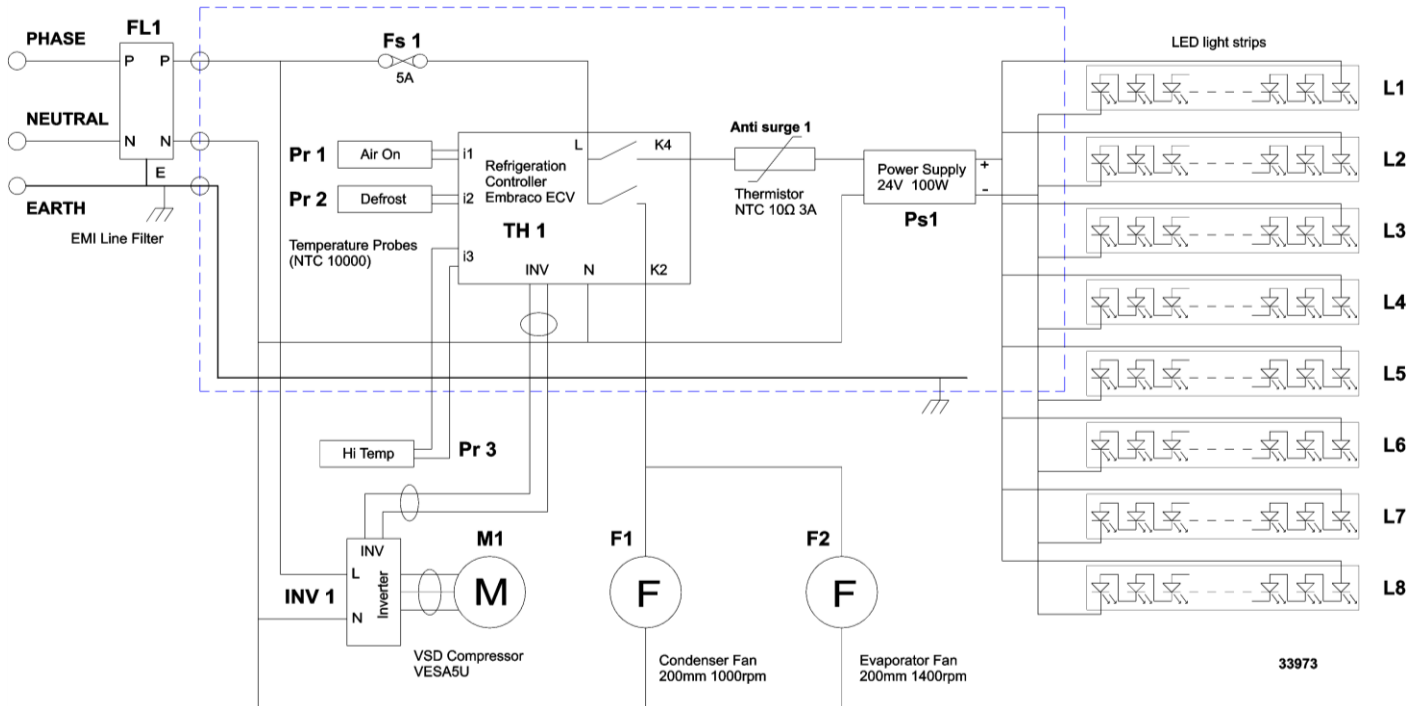 FL1
PHASE
P P
NEUTRAL
N N
E
EARTH
EMI Line Filter
Fs 1
5A
Pr 1
Air On
i1
Pr 2
Defrost
i2
Temperature Probes
(NTC 10000)
i3
L
K4
Refrigeration
Controller
Embraco ECV
TH 1
INV
N
K2
Anti surge 1
Thermistor
NTC 10Ω 3A
Power Supply
24V 100W
+
-
Ps1
LED light strips
L1
L2
L3
L4
L5
L6
L7
L8
Hi Temp
Pr 3
INV
L
N
Inverter
INV 1
M1
M
VSD Compressor
VESA5U
F1
F
Condenser Fan
200mm 1000rpm
F2
F
Evaporator Fan
200mm 1400rpm
33973